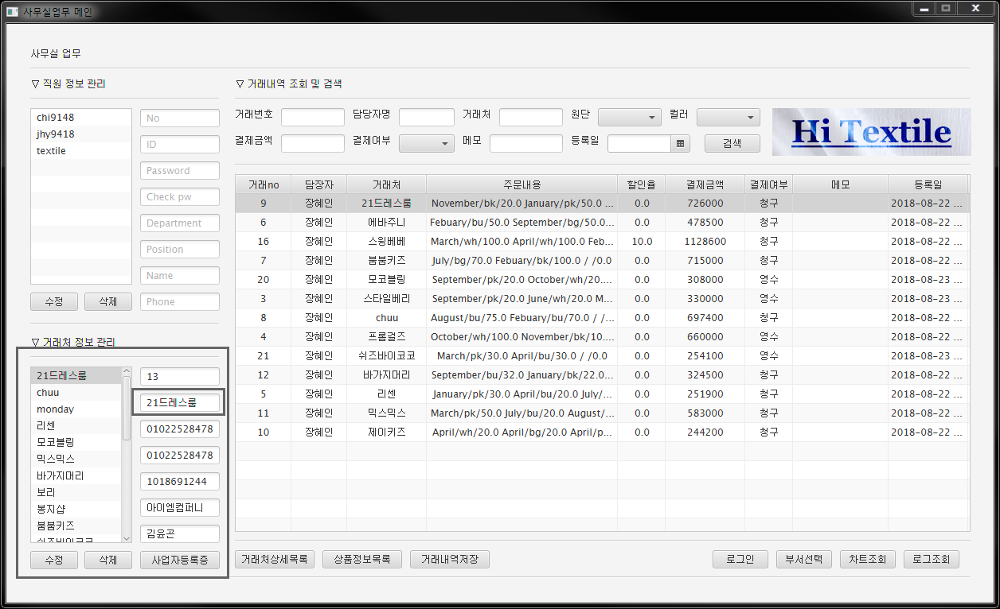 사무실업무 메인
사무실 업무
▽ 직원 정보 관리
chi9148
jhy9418
textile
No
ID
Password
Check pw
Department
Position
Name
Phone
수정 삭제
▽ 거래처 정보 관리
21드레스룸
chuu
monday
리센
모코블링
믹스믹스
바가지머리
보리
봉지샵
붐붐키즈
쉬즈바이코코
13
21드레스룸
01022528478
01022528478
1018691244
아이엠컴퍼니
김윤곤
수정 삭제 사업자등록증
▽ 거래내역 조회 및 검색
거래번호 담당자명 거래처 원단 컬러
결제금액 결제여부 메모 등록일 검색
Hi Textile
거래no 담장자 거래처 주문내용 할인율 결제금액 결제여부 메모 등록일
9 장혜인 21드레스룸 November/bk/20.0 January/pk/50.0 ... 0.0 726000 청구 2018-08-22 ...
6 장혜인 에바주니 Febuary/bu/50.0 September/bg/50.0... 0.0 478500 청구 2018-08-22 ...
16 장혜인 스윙베베 March/wh/100.0 April/wh/100.0 Feb... 10.0 1128600 청구 2018-08-22 ...
7 장혜인 붐붐키즈 July/bg/70.0 Febuary/bk/100.0 / /0.0 0.0 715000 청구 2018-08-22 ...
20 장혜인 모코블링 September/pk/20.0 October/wh/20.... 0.0 308000 영수 2018-08-23 ...
3 장혜인 스타일베리 September/pk/20.0 June/wh/20.0 M... 0.0 330000 영수 2018-08-22 ...
8 장혜인 chuu August/bu/75.0 Febuary/bu/70.0 / /... 0.0 697400 청구 2018-08-22 ...
4 장혜인 프롬걸즈 October/wh/100.0 November/bk/10.... 0.0 660000 영수 2018-08-22 ...
21 장혜인 쉬즈바이코코 March/pk/30.0 April/bu/30.0 / /0.0 0.0 254100 영수 2018-08-23 ...
12 장혜인 바가지머리 September/bu/32.0 January/bk/22.0... 0.0 324500 청구 2018-08-22 ...
5 장혜인 리센 January/pk/30.0 April/bu/20.0 July/... 0.0 251900 청구 2018-08-22 ...
11 장혜인 믹스믹스 March/pk/50.0 July/bu/20.0 August/... 0.0 583000 청구 2018-08-22 ...
10 장혜인 제이키즈 April/wh/20.0 April/bg/20.0 April/p... 0.0 244200 청구 2018-08-22 ...
거래처상세목록 상품정보목록 거래내역저장 로그인 부서선택 차트조회 로그조회